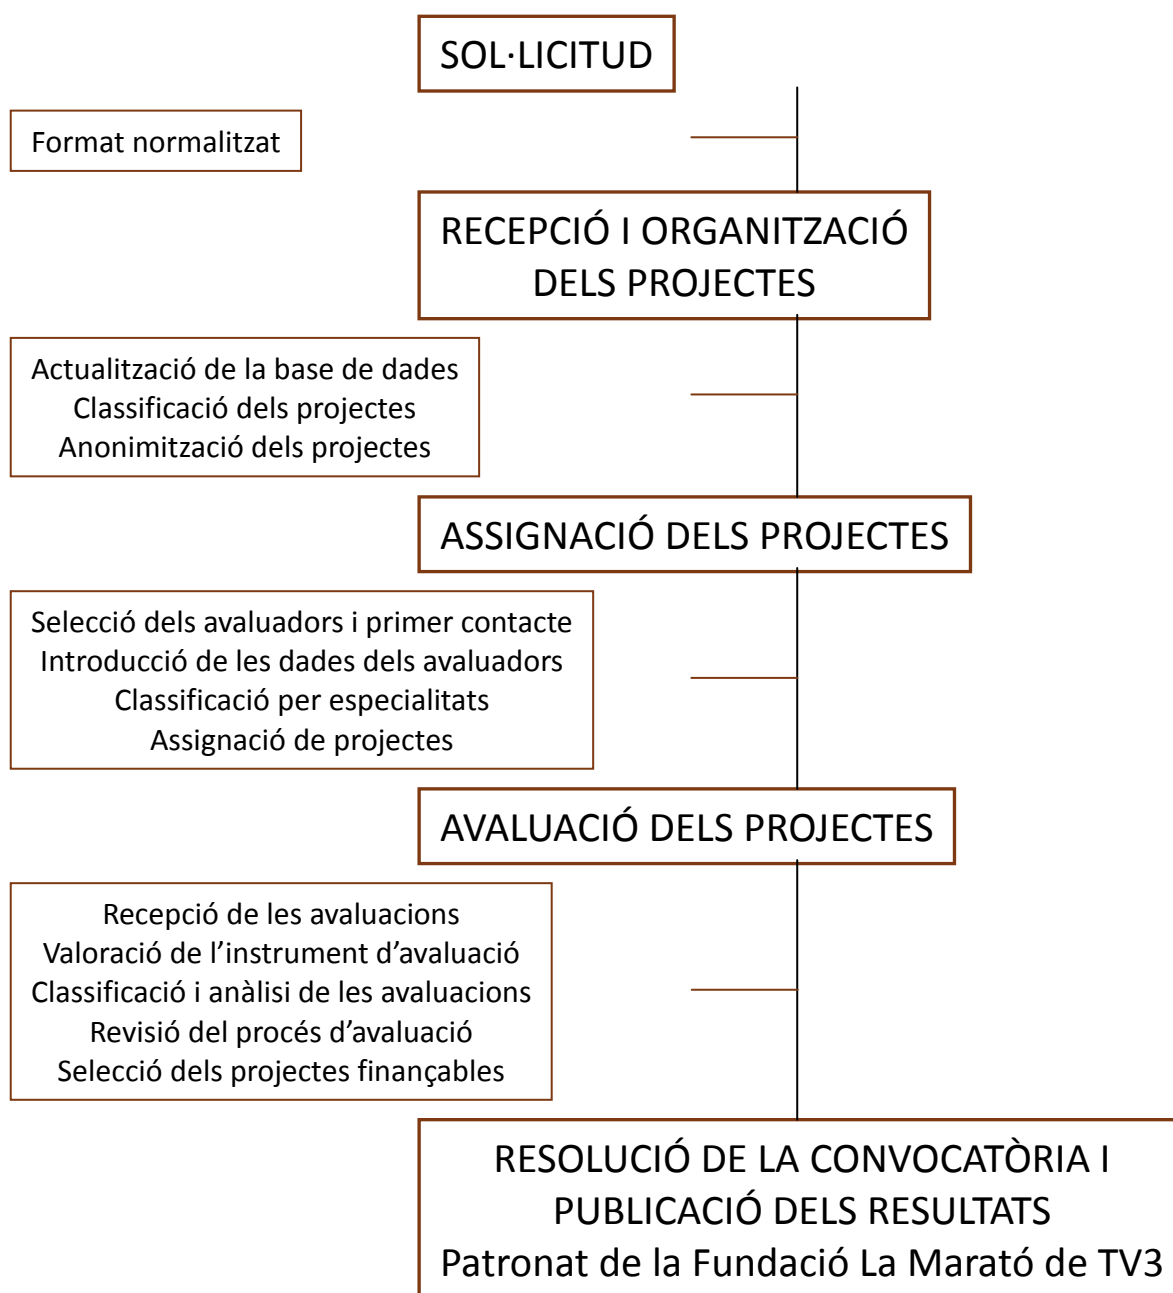 SOL·LICITUD
Format normalitzat
RECEPCIÓ I ORGANITZACIÓ
DELS PROJECTES
Actualització de la base de dades
Classificació dels projectes
Anonimització dels projectes
ASSIGNACIÓ DELS PROJECTES
Selecció dels avaluadors i primer contacte
Introducció de les dades dels avaluadors
Classificació per especialitats
Assignació de projectes
AVALUACIÓ DELS PROJECTES
Recepció de les avaluacions
Valoració de l’instrument d’avaluació
Classificació i anàlisi de les avaluacions
Revisió del procés d’avaluació
Selecció dels projectes finançables
RESOLUCIÓ DE LA CONVOCATÒRIA I
PUBLICACIÓ DELS RESULTATS
Patronat de la Fundació La Marató de TV3